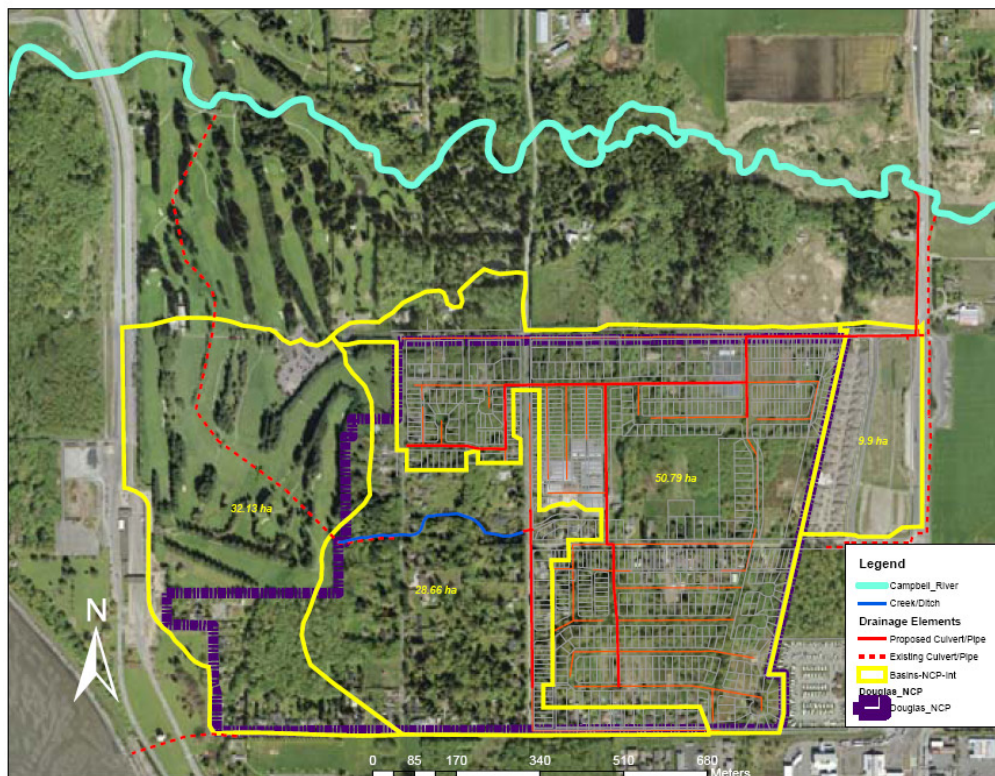 9.9 ha
50.79 ha
32.13 ha
28.66 ha
Legend
Campbell_River
Creek/Ditch
Drainage Elements
Proposed Culvert/Pipe
Existing Culvert/Pipe
Basins-NCP-Int
Douglas_NCP
Douglas_NCP
N
0 85 170 340 510 680
Meters